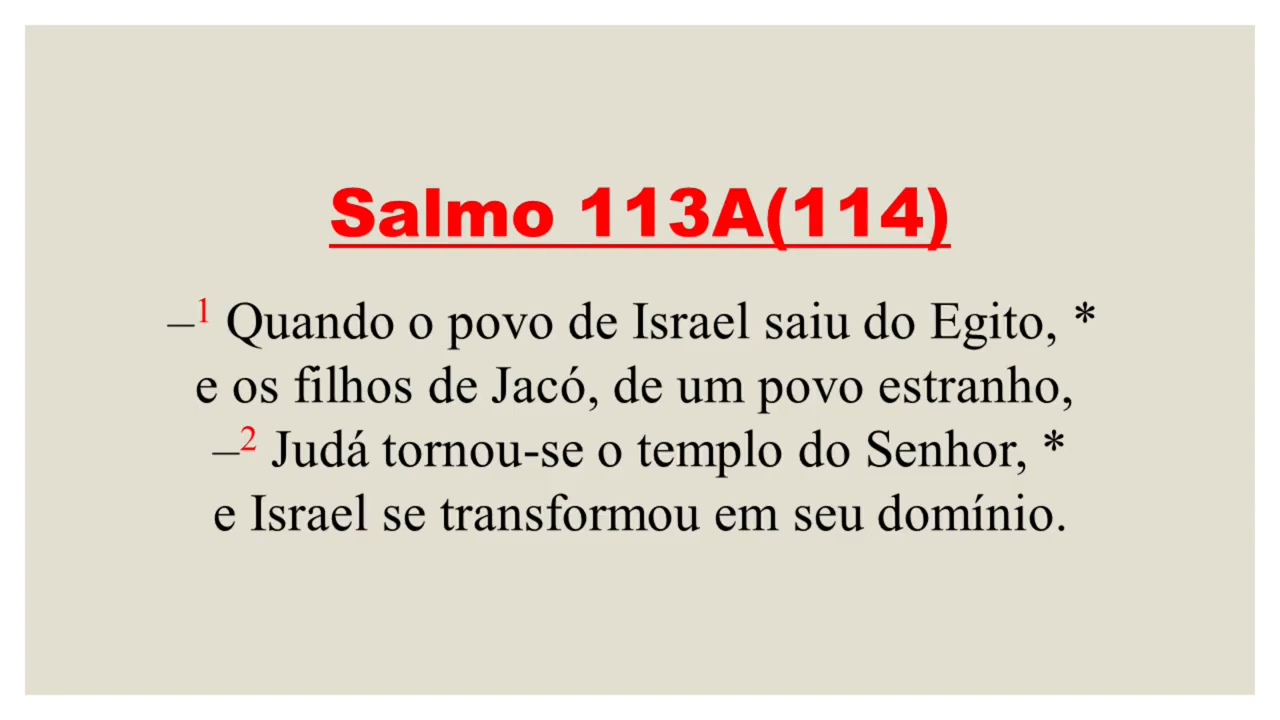 Salmo 113A(114)
–¹ Quando o povo de Israel saiu do Egito, *
e os filhos de Jacó, de um povo estranho,
–² Judá tornou-se o templo do Senhor, *
e Israel se transformou em seu domínio.